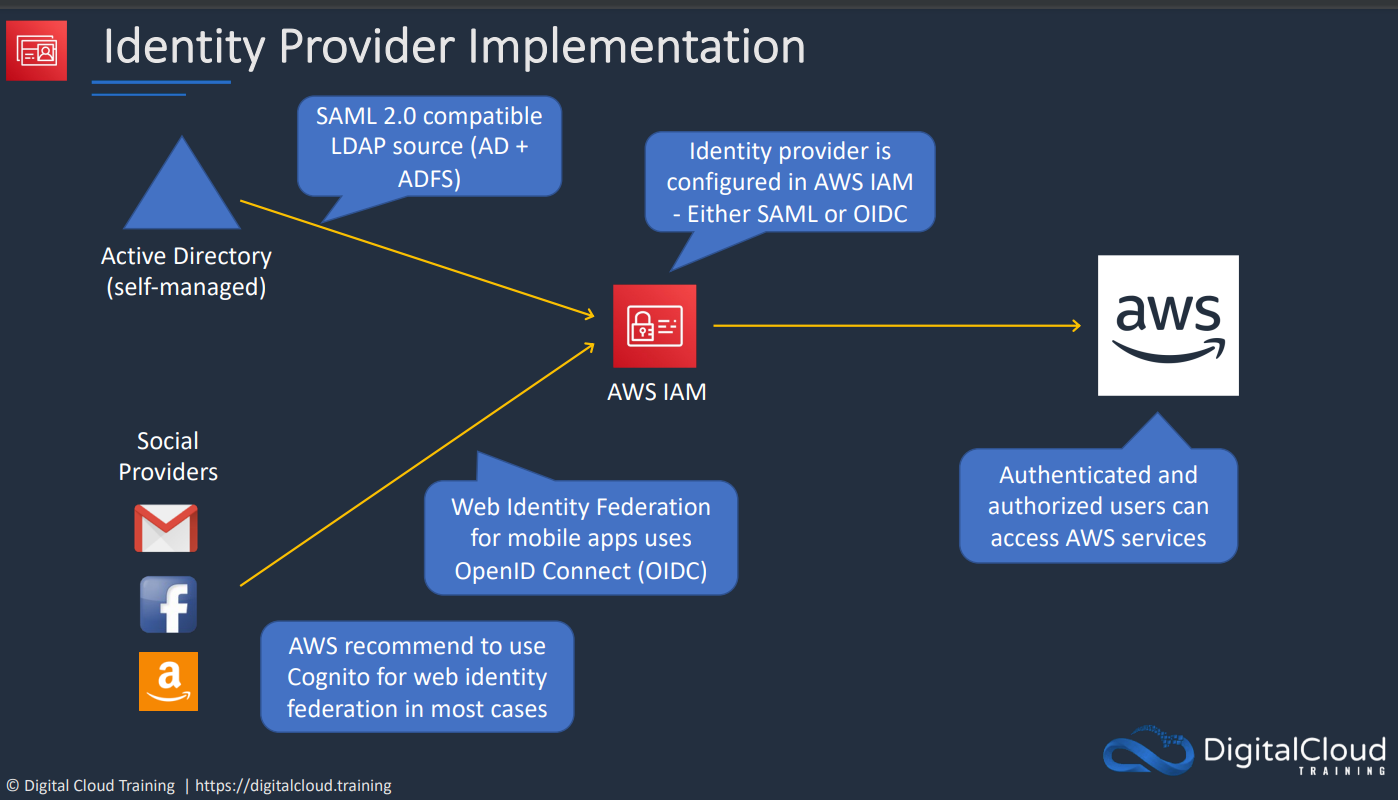 Identity Provider Implementation
SAML 2.0 compatible
LDAP source (AD +
ADFS)
Identity provider is
configured in AWS IAM
- Either SAML or OIDC
Active Directory
(self-managed)
aws
AWS IAM
Social
Providers
Web Identity Federation
for mobile apps uses
OpenID Connect (OIDC)
Authenticated and
authorized users can
access AWS services
f
a
AWS recommend to use
Cognito for web identity
federation in most cases
DigitalCloud
TRAINING
© Digital Cloud Training | https://digitalcloud.training